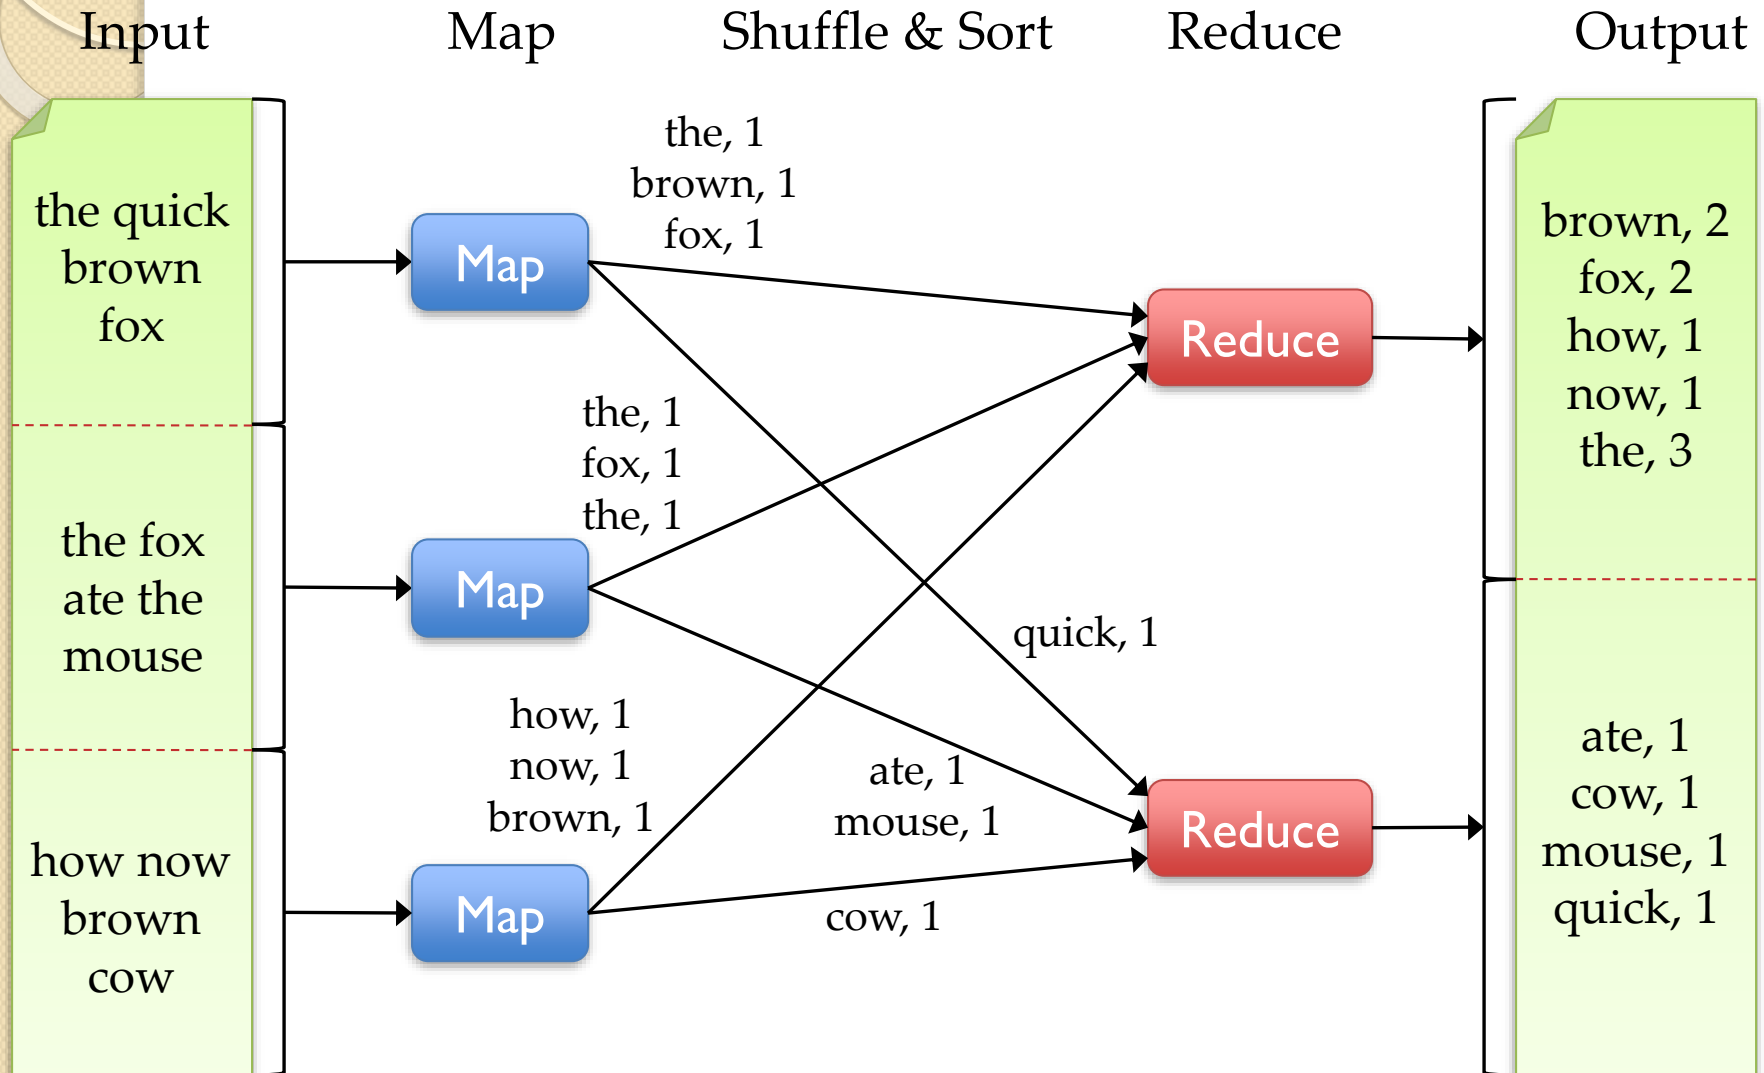 Input
Map
Shuffle & Sort
Reduce
Output
the quick
brown
fox
the fox
ate the
mouse
how now
brown
cow
Map
Map
Map
the, 1
brown, 1
fox, 1
the, 1
fox, 1
the, 1
how, 1
now, 1
brown, 1
quick, 1
ate, 1
mouse, 1
cow, 1
Reduce
Reduce
brown, 2
fox, 2
how, 1
now, 1
the, 3
ate, 1
cow, 1
mouse, 1
quick, 1